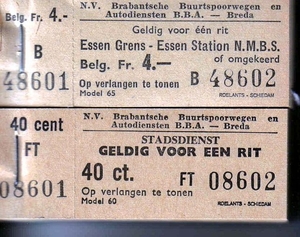 Belg. Fr. 4.-
B
48601
N.V. Brabantsche Buurtspoorwegen en
Autodiensten B.B.A. — Breda
Geldig voor één rit
Essen Grens - Essen Station N.M.B.S.
of omgekeerd
Belg. Fr. 4.—
B 48602
Op verlangen te tonen
Model 65
ROELANTS - SCHIEDAM
40 cent
FT
08601
N.V. Brabantsche Buurtspoorwegen en
Autodiensten B.B.A. — Breda
STADSDIENST
GELDIG VOOR EEN RIT
40 ct. FT 08602
Op verlangen te tonen
Model 60
ROELANTS - SCHIEDAM